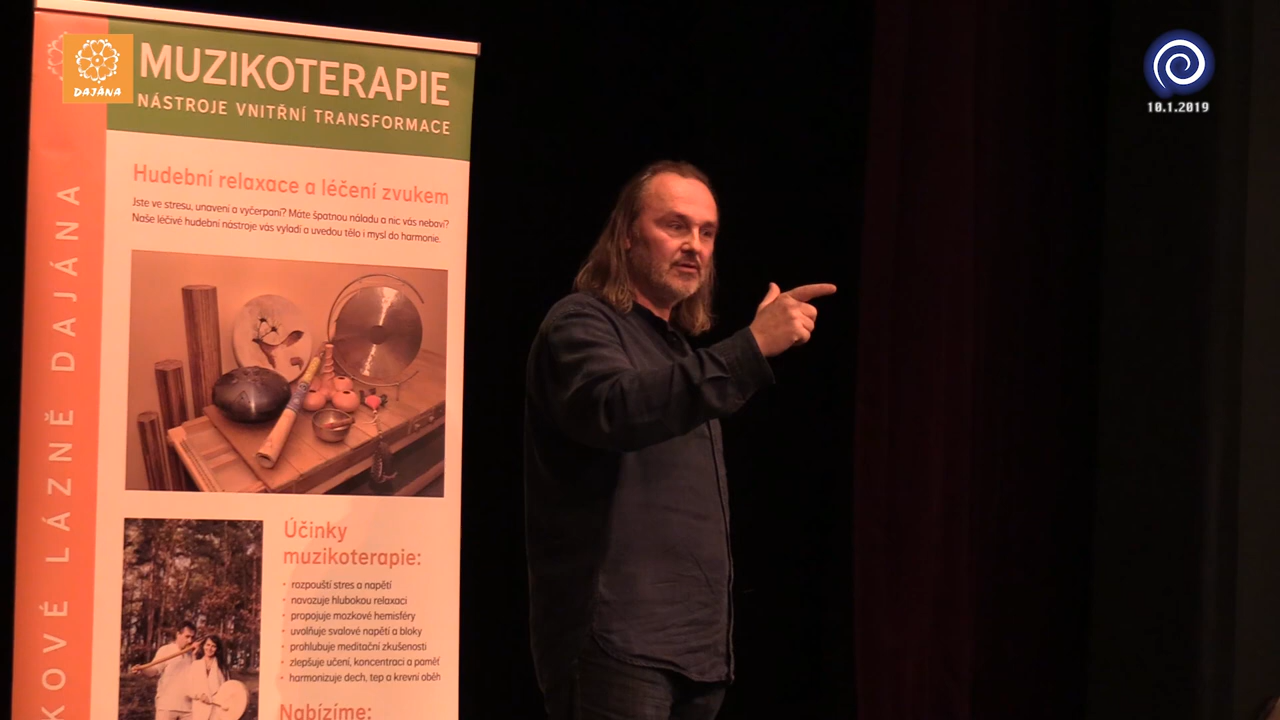 DAJÀNA
MUZIKOTERAPIE
NÁSTROJE VNITŘNÍ TRANSFORMACE
10.1.2019
Hudební relaxace a léčení zvukem
Jste ve stresu, unavení a vyčerpaní? Máte špatnou náladu a nic vás nebaví?
Naše léčivé hudební nástroje vás vyladí a uvedou tělo i mysl do harmonie.
KOVÉ LÁZNĚ DAJÁNA
Účinky
muzikoterapie:
• rozpouští stres a napětí
• navozuje hlubokou relaxaci
• propojuje mozkové hemisféry
• uvolňuje svalové napětí a bloky
• prohlubuje meditační zkušenosti
• zlepšuje učení, koncentraci a paměť
• harmonizuje dech, tep a krevní oběh
Nabízíme: